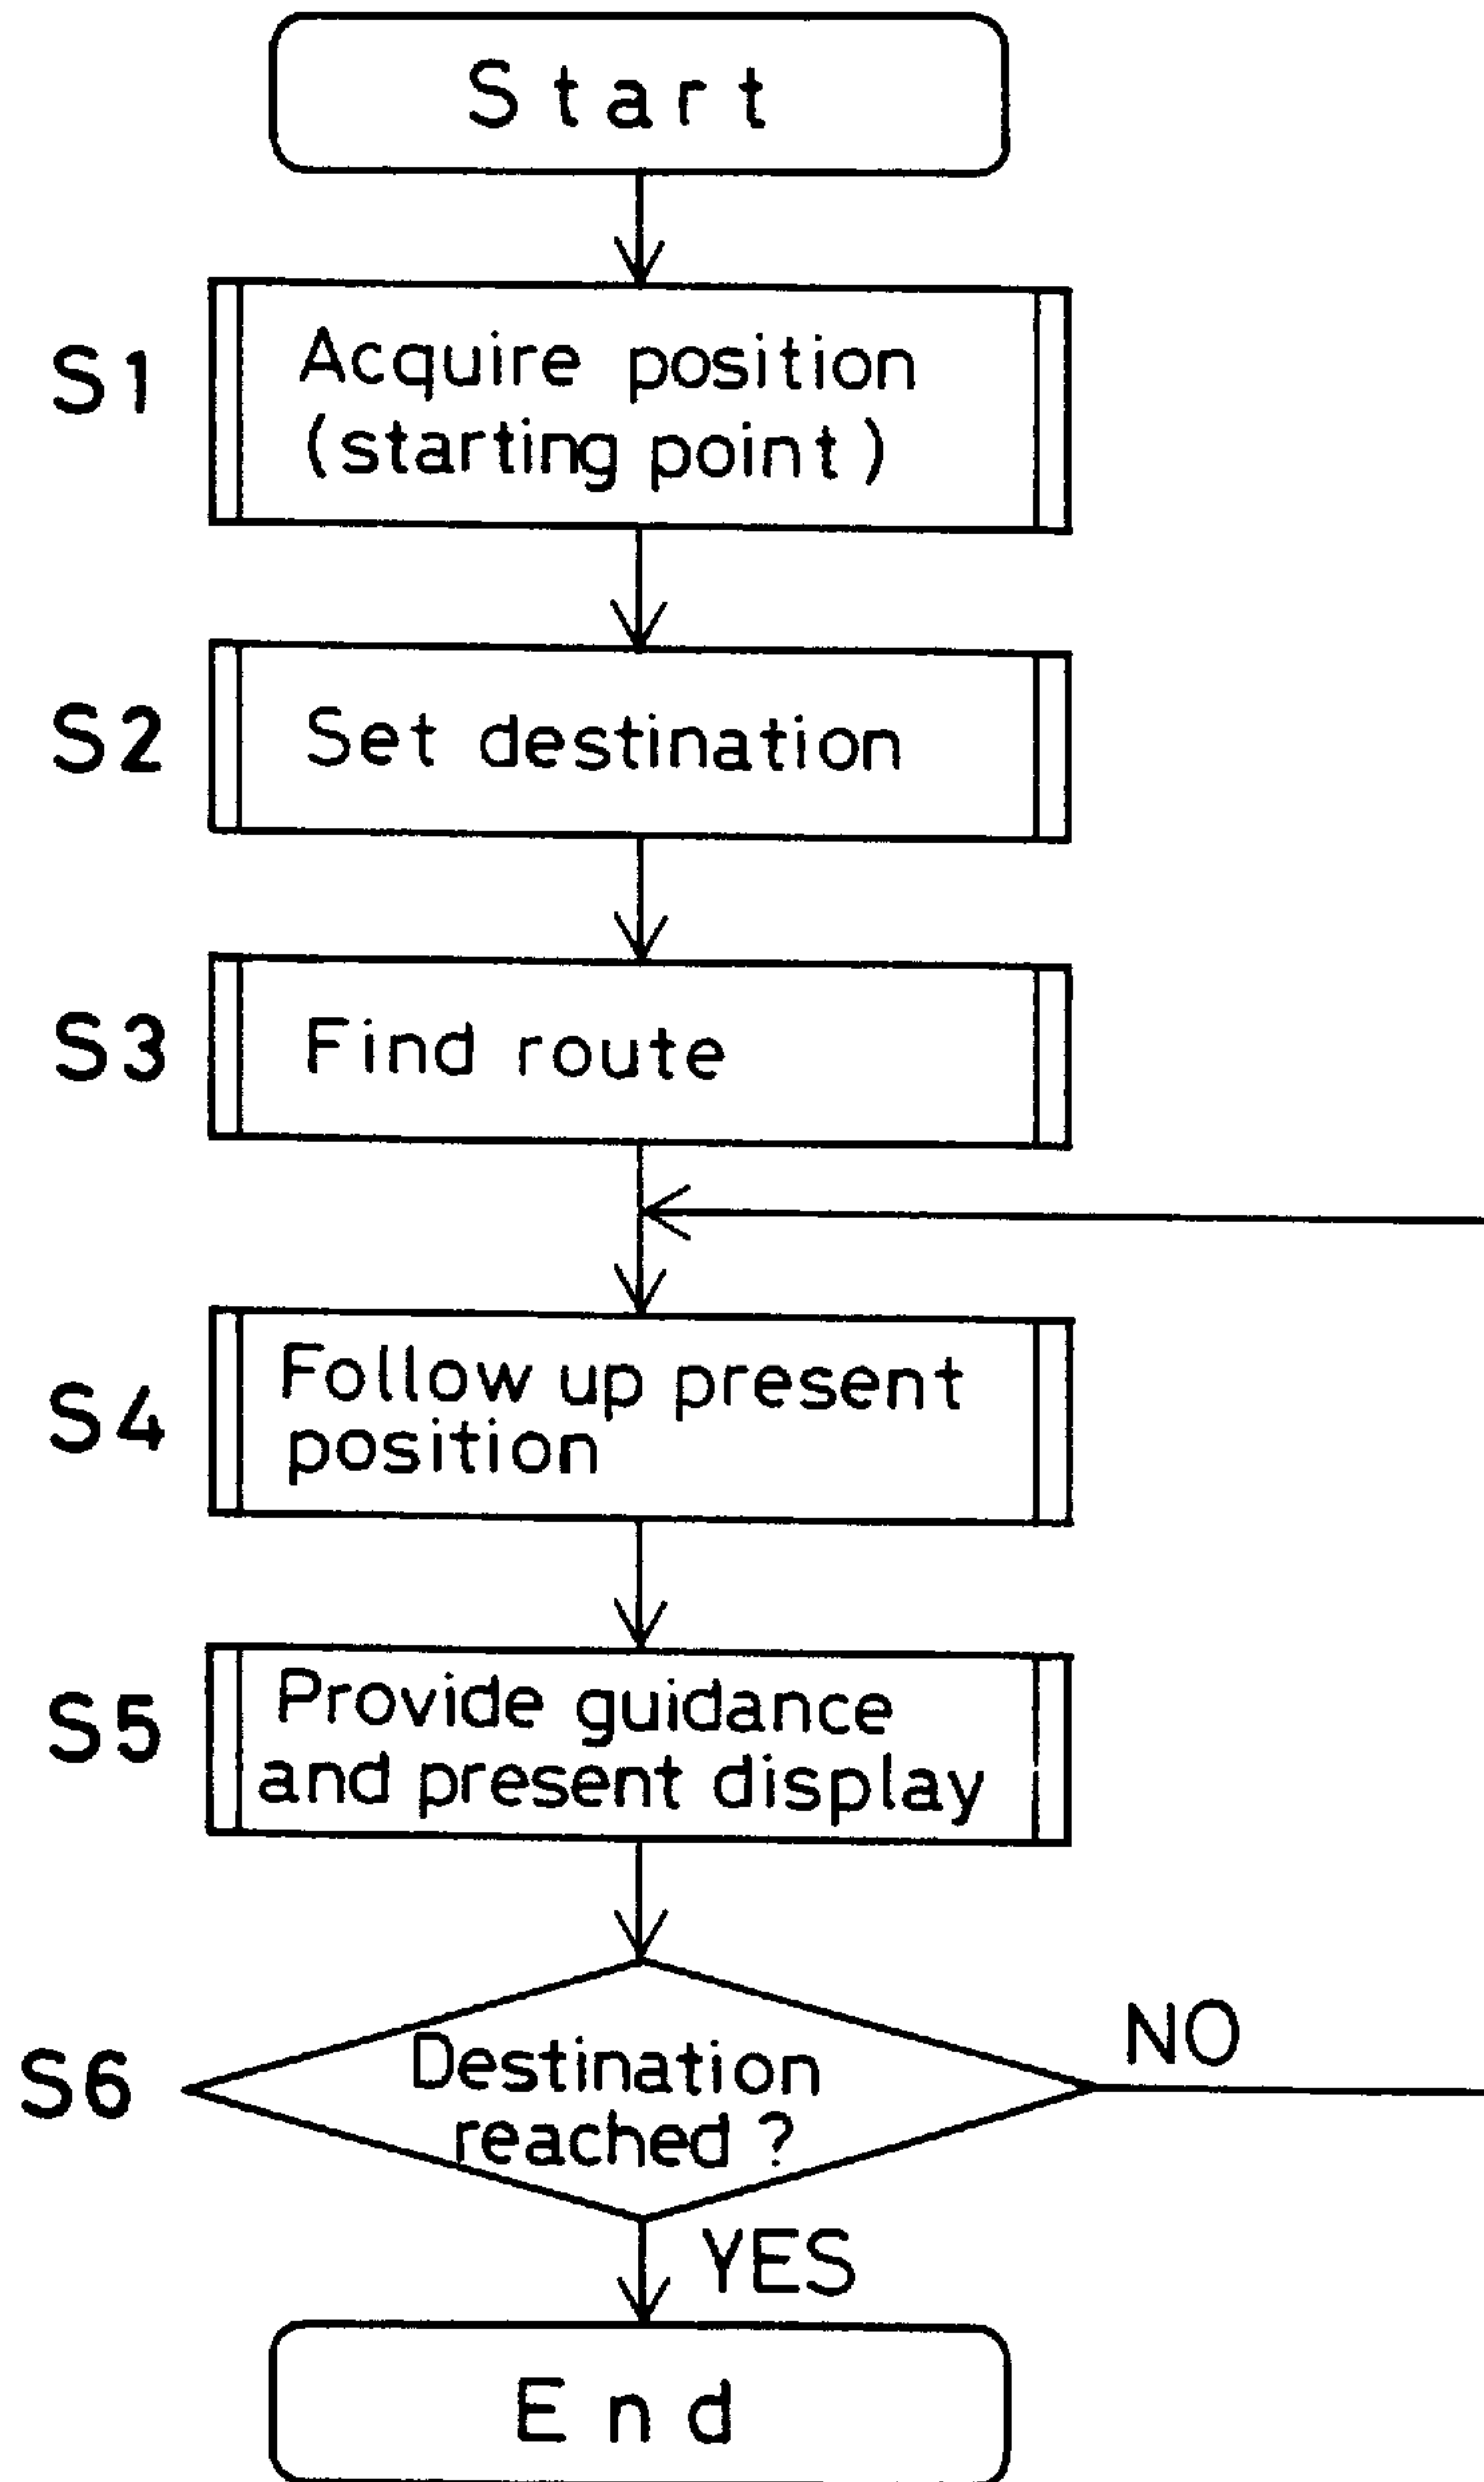 Start
S1
Acquire position
(starting point)
S2
Set destination
S3
Find route
S4
Follow up present
position
S5
Provide guidance
and present display
S6
Destination
reached ?
NO
YES
End